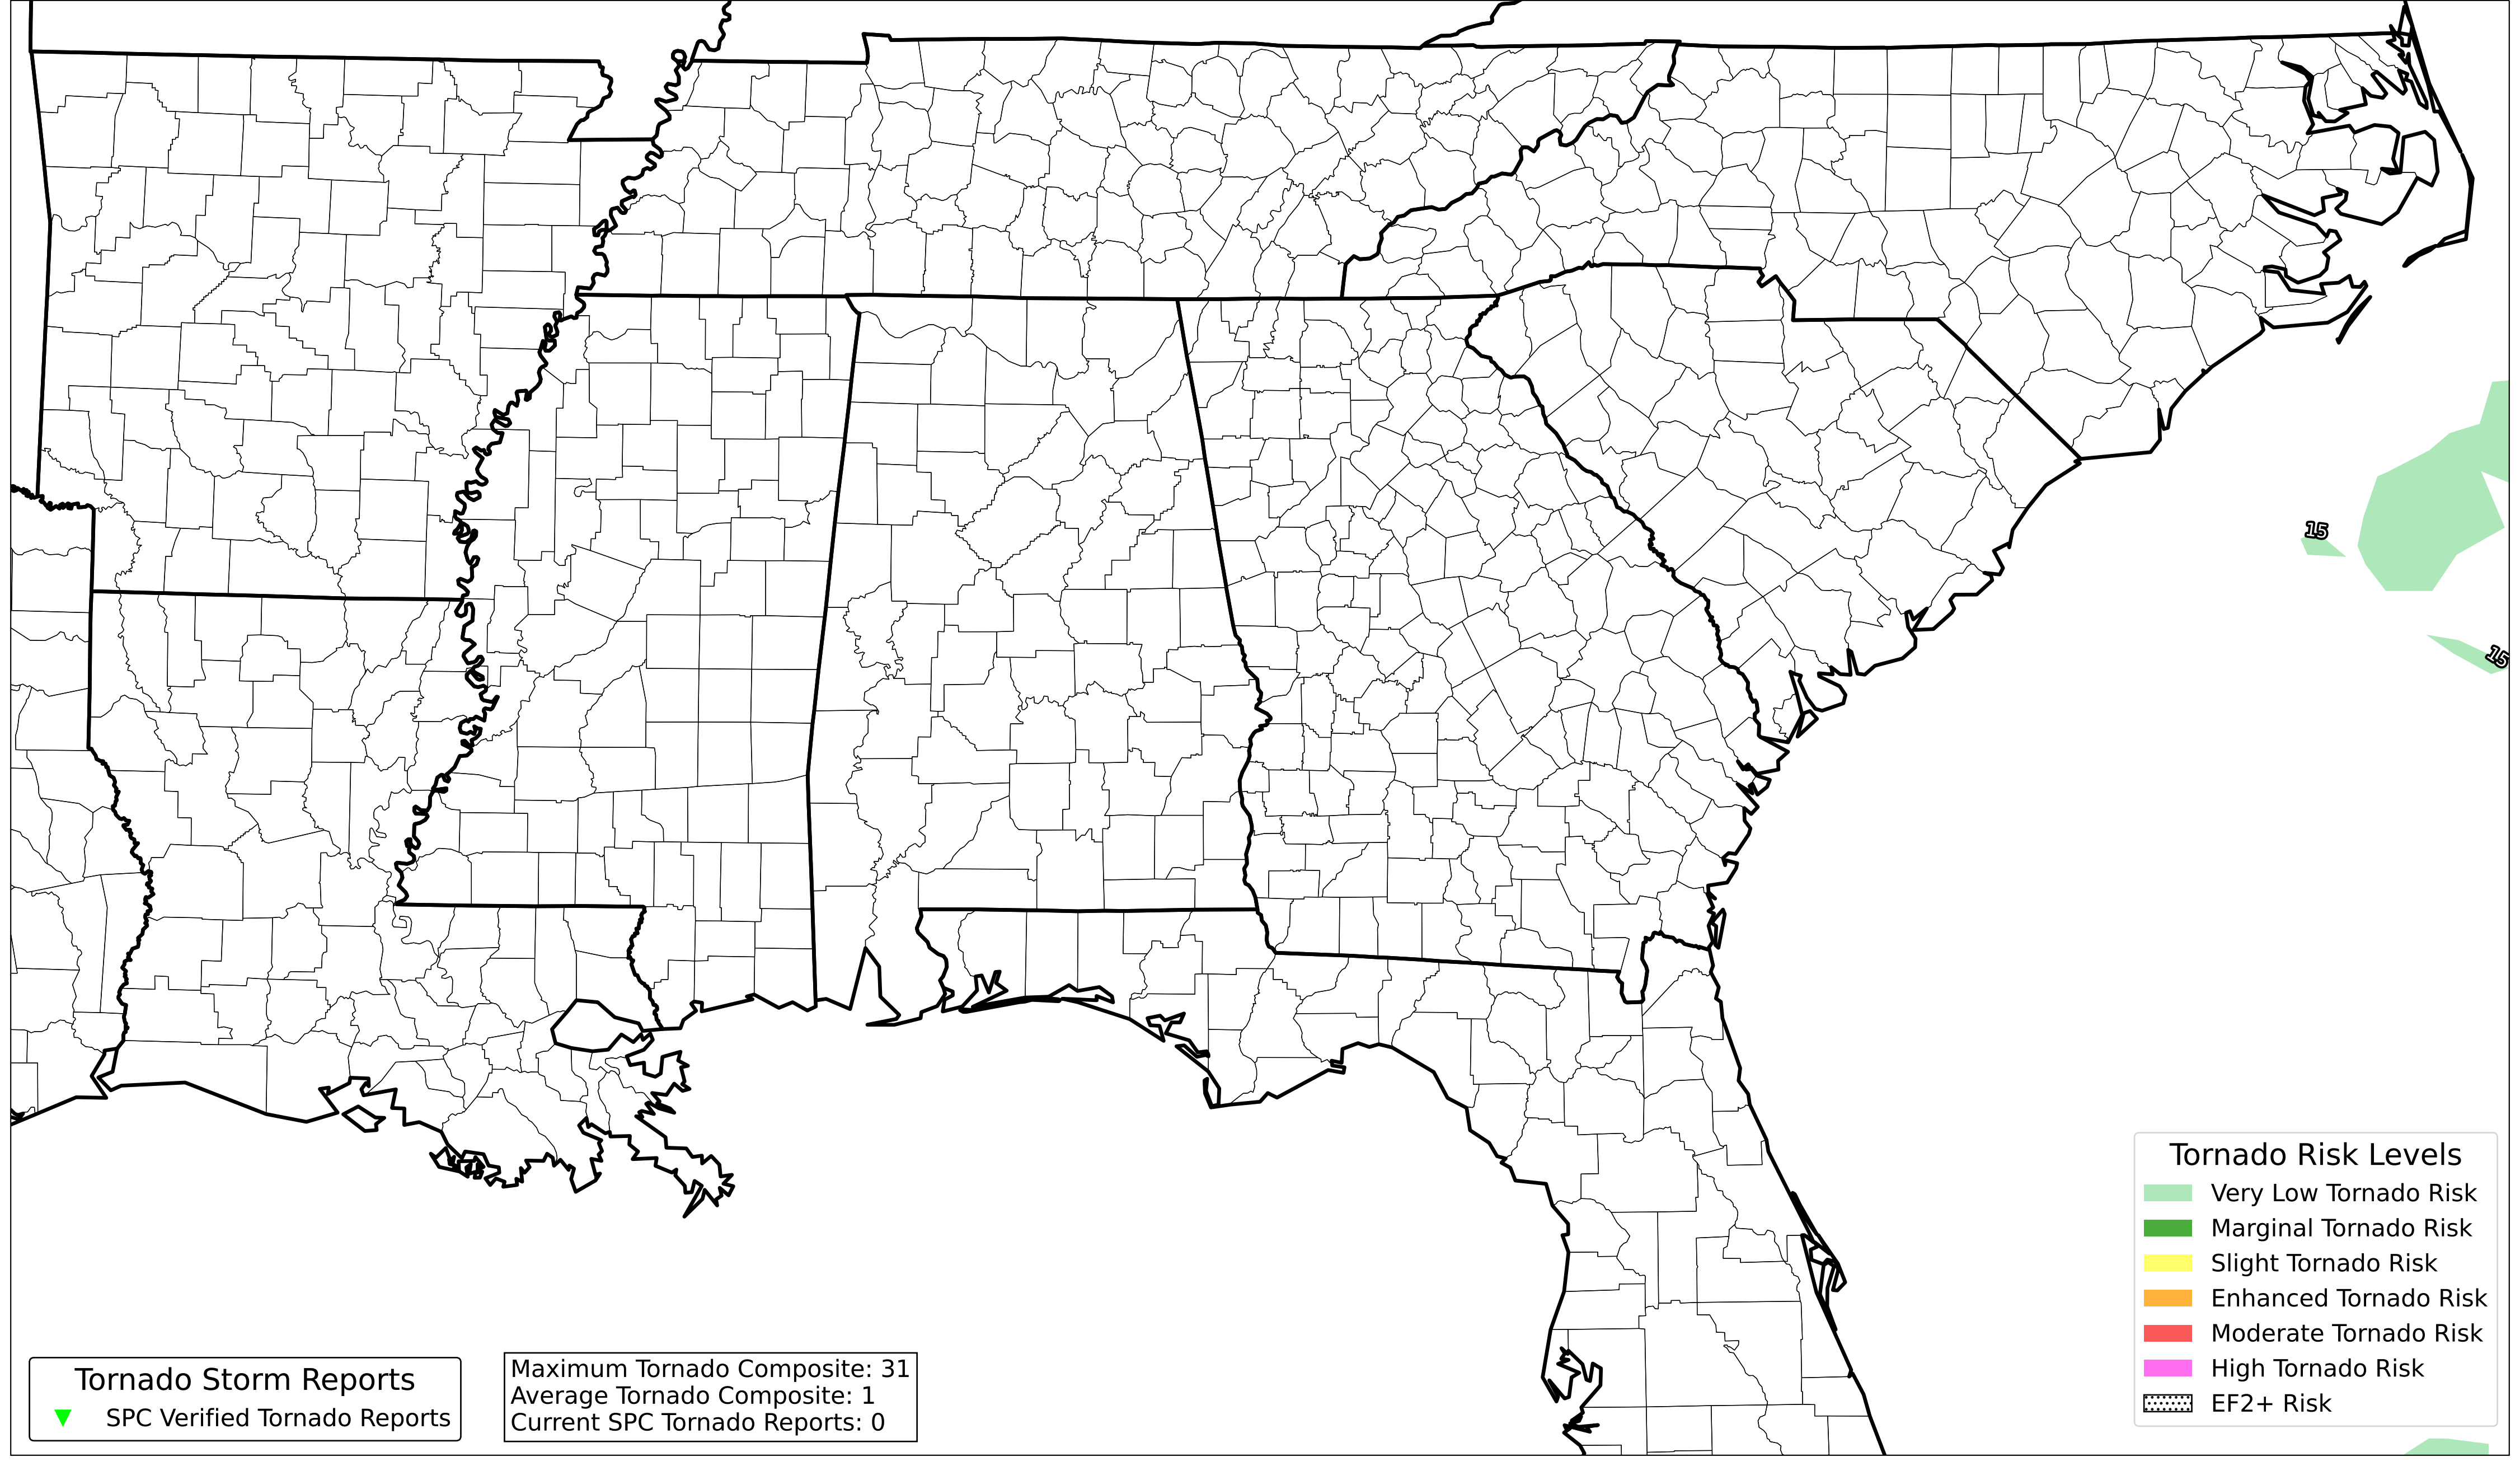 15
15
Tornado Risk Levels
Very Low Tornado Risk
Marginal Tornado Risk
Slight Tornado Risk
Enhanced Tornado Risk
Moderate Tornado Risk
High Tornado Risk
EF2+ Risk
Tornado Storm Reports
SPC Verified Tornado Reports
Maximum Tornado Composite: 31
Average Tornado Composite: 1
Current SPC Tornado Reports: 0